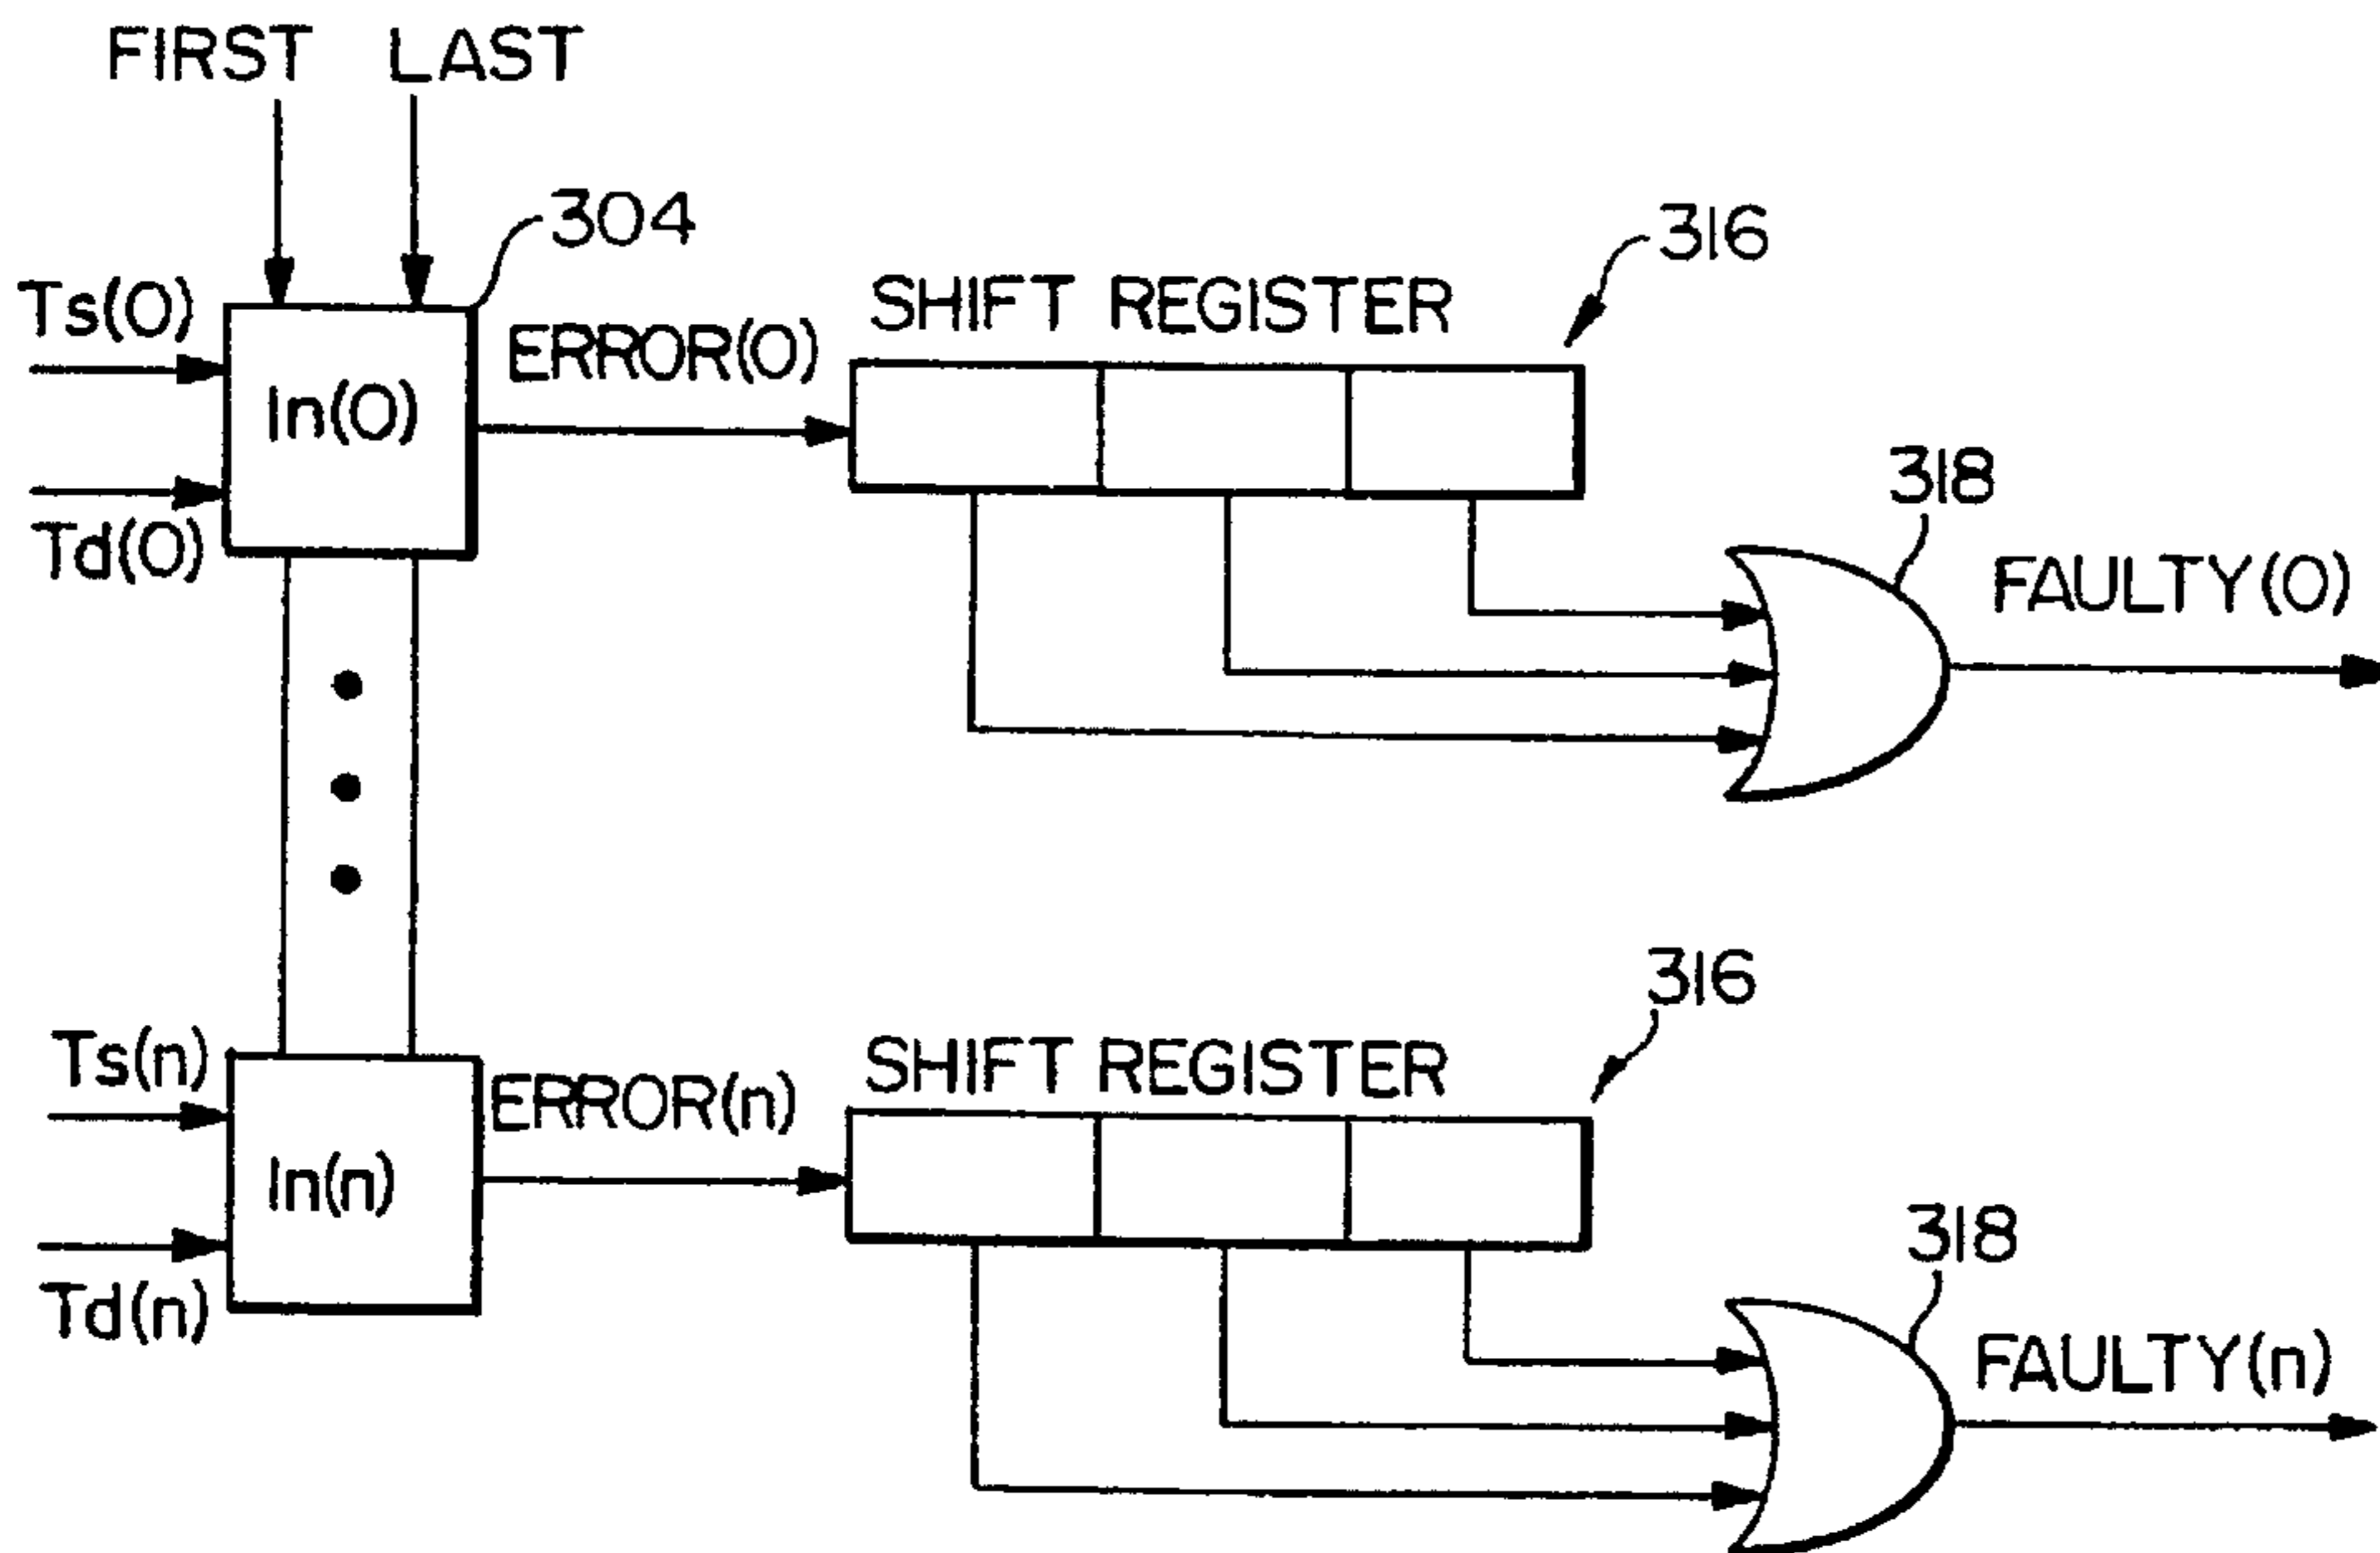 FIRST LAST
304
316
Ts(0)
ERROR(0)
SHIFT REGISTER
In(0)
Td(0)
318
FAULTY(0)
316
Ts(n)
ERROR(n)
SHIFT REGISTER
In(n)
Td(n)
318
FAULTY(n)